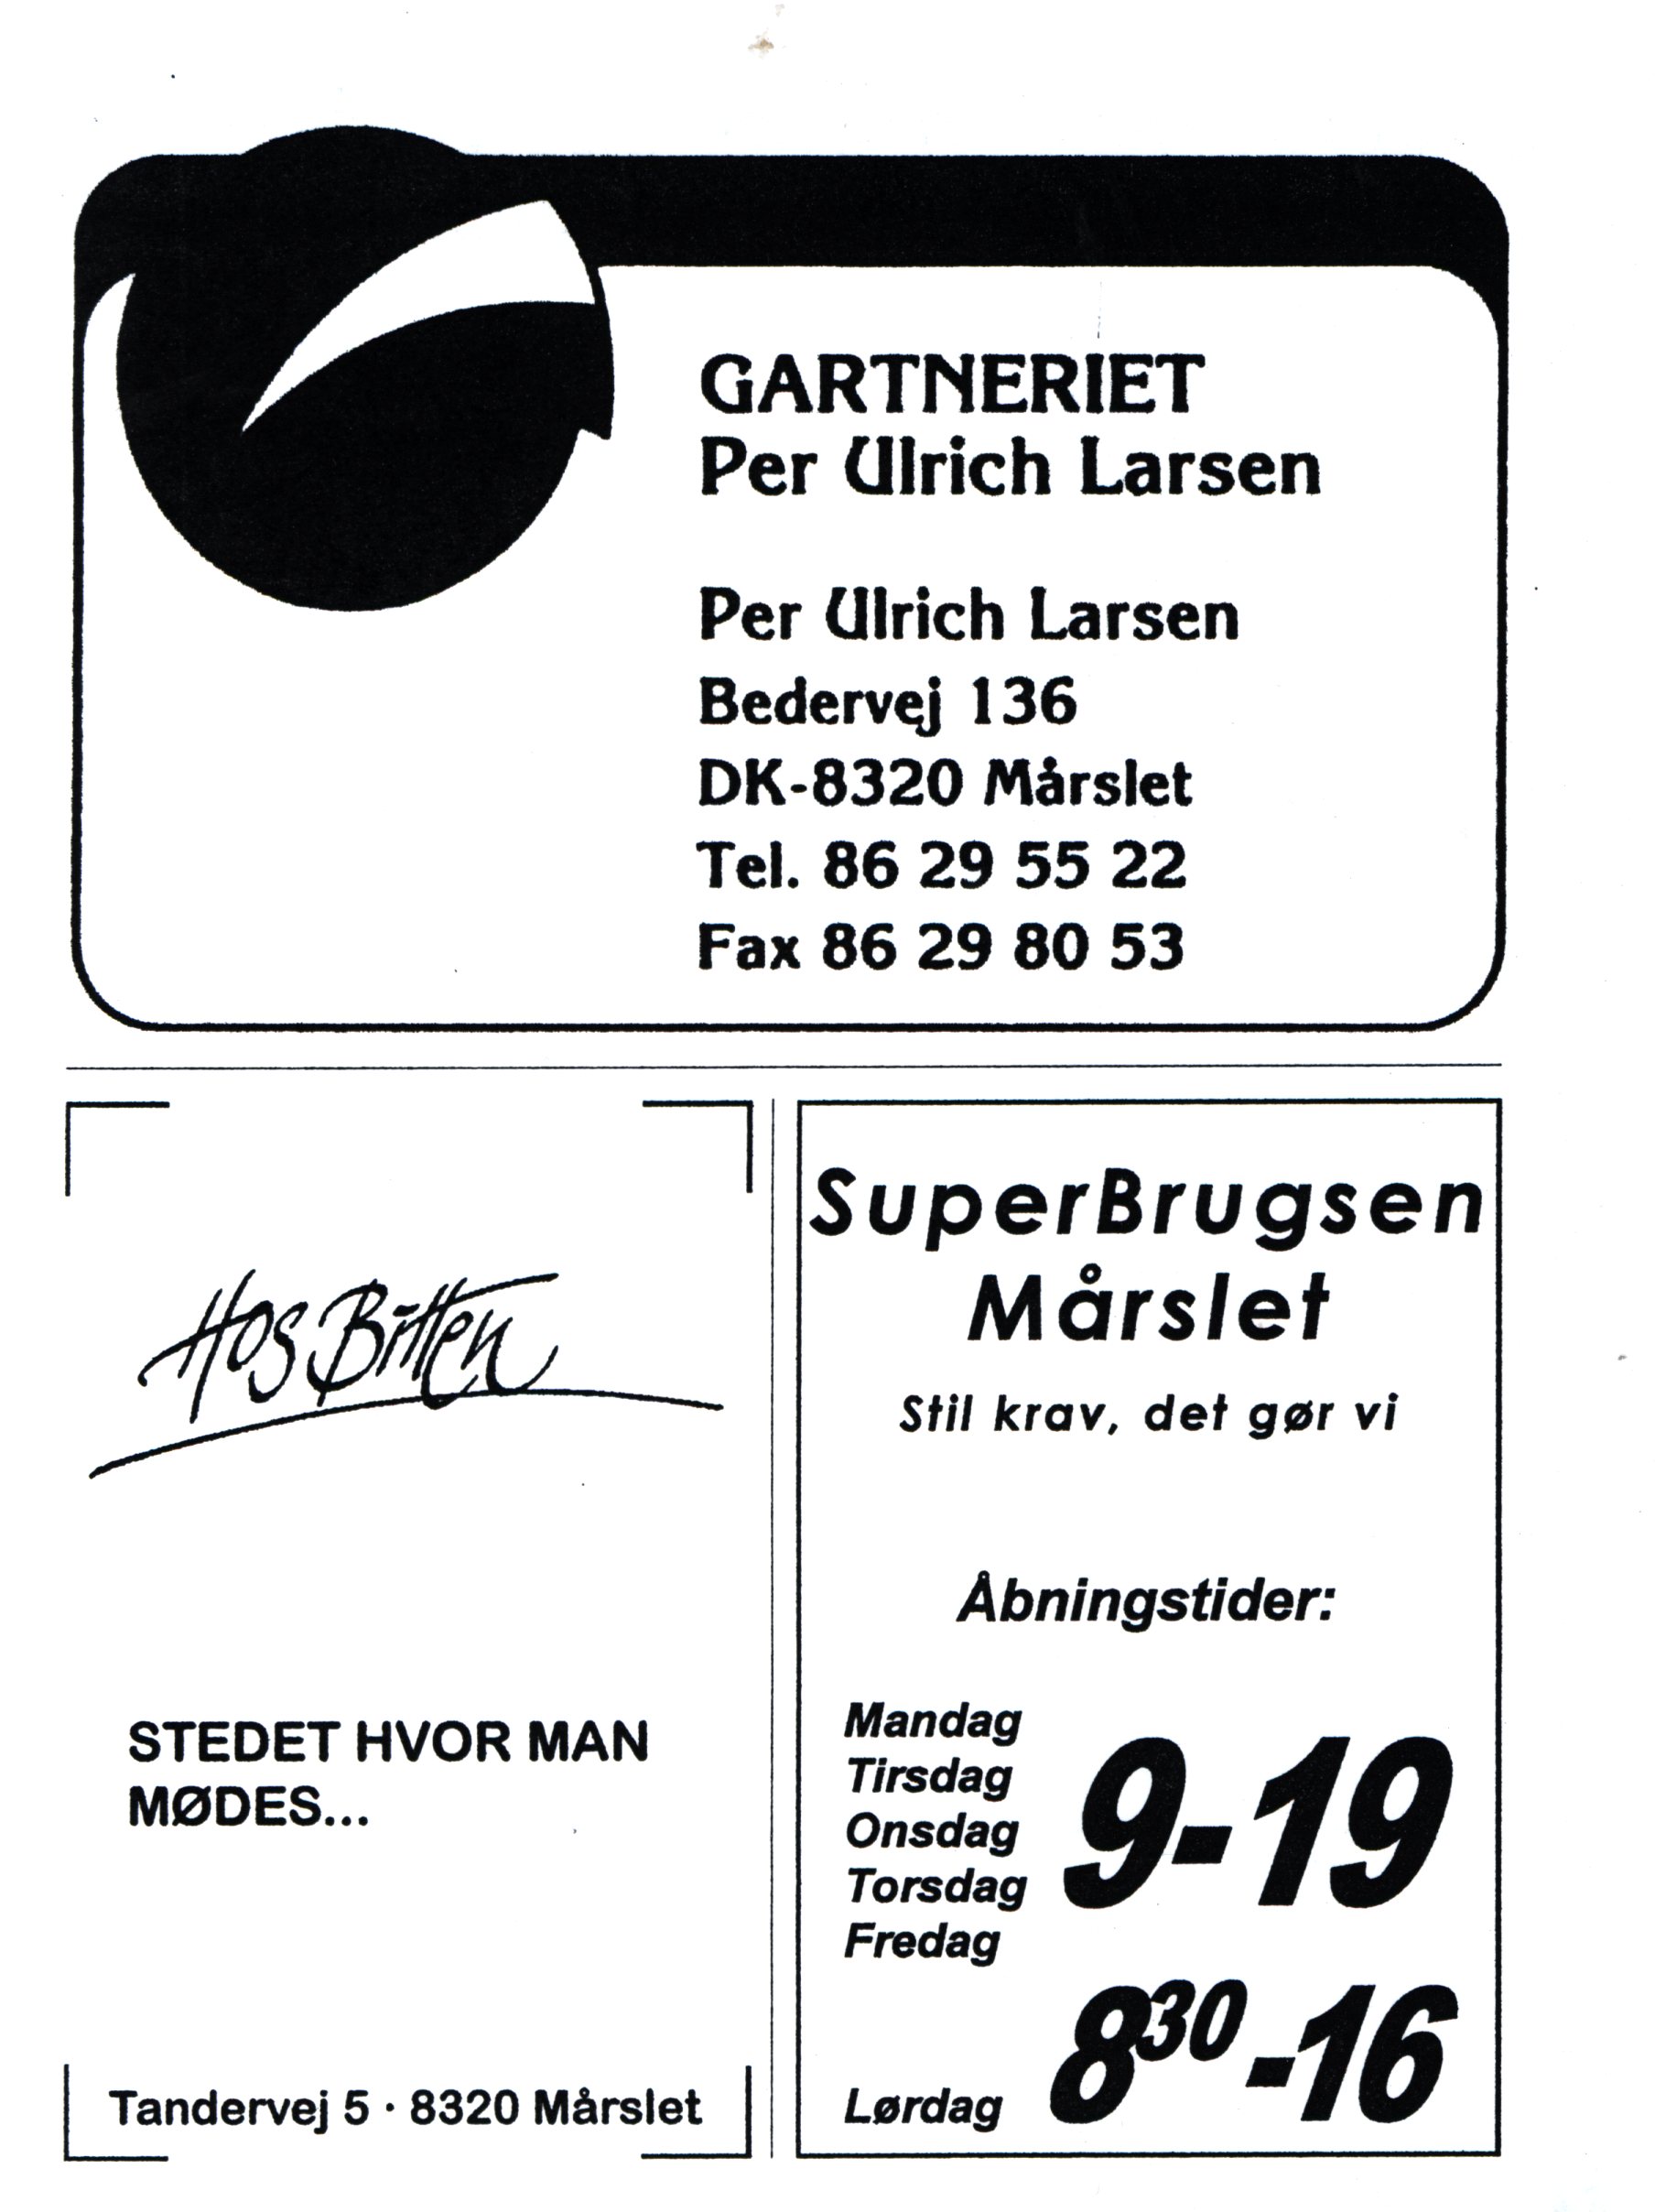 GARTNERIET
Per Ulrich Larsen
Per Ulrich Larsen
Bedervej 136
DK-8320 Mårslet
Tel. 86 29 55 22
Fax 86 29 80 53
Hos Britten
STEDET HVOR MAN
MØDES...
Tandervej 5 · 8320 Mårslet
SuperBrugsen
Mårslet
Stil krav, det gør vi
Åbningstider:
Mandag
Tirsdag
Onsdag
Torsdag
Fredag
9-19
Lørdag
8³⁰-16